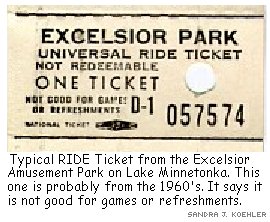 EXCELSIOR PARK
UNIVERSAL RIDE TICKET
NOT REDEEMABLE
ONE TICKET
NOT GOOD FOR GAMES
OR REFRESHMENTS
D-1
057574
NATIONAL TICKET
Typical RIDE Ticket from the Excelsior
Amusement Park on Lake Minnetonka. This
one is probably from the 1960's. It says it
is not good for games or refreshments.
SANDRA J. KOEHLER